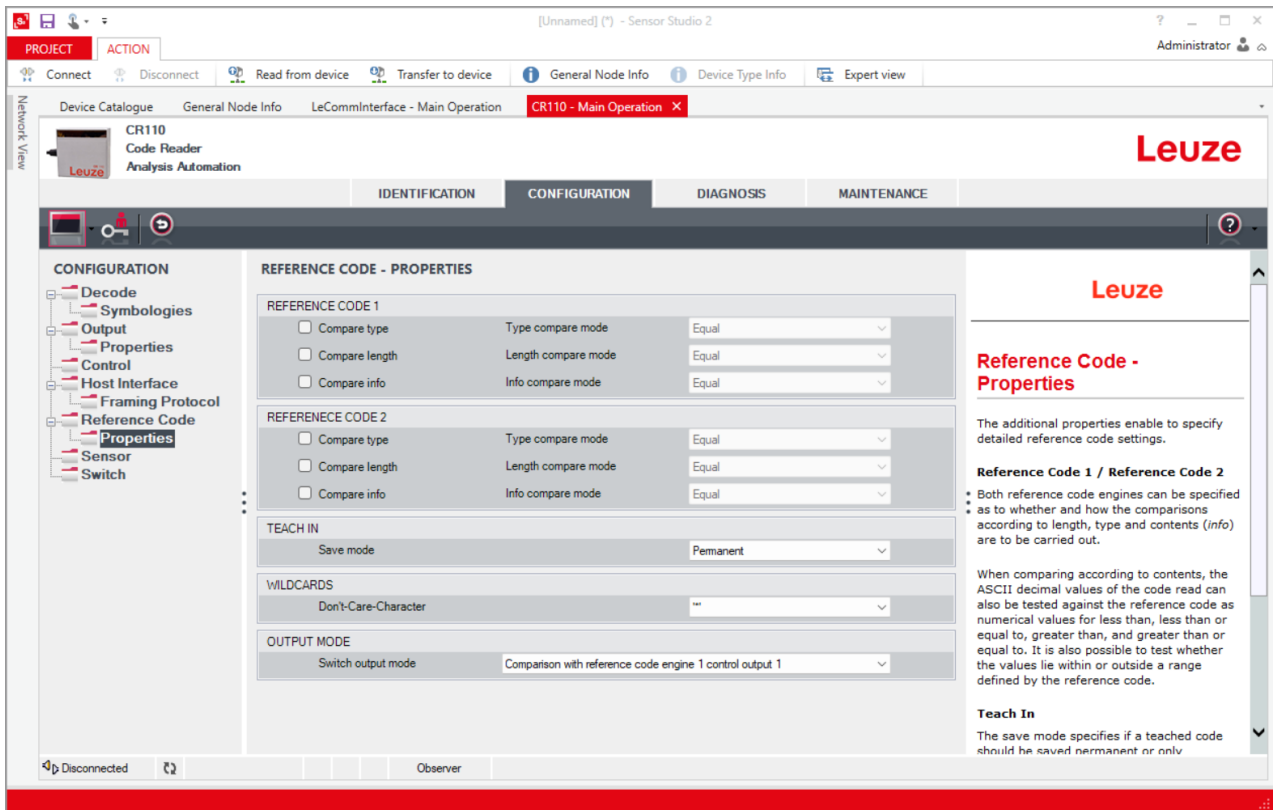 [Unnamed] (*) - Sensor Studio 2
PROJECT ACTION Administrator
Connect Disconnect Read from device Transfer to device General Node Info Device Type Info Expert view
Network View
Device Catalogue General Node Info LeCommInterface - Main Operation CR110 - Main Operation
CR110
Code Reader
Analysis Automation
Leuze
Leuze
IDENTIFICATION CONFIGURATION DIAGNOSIS MAINTENANCE
CONFIGURATION
Decode
Symbologies
Output
Properties
Control
Host Interface
Framing Protocol
Reference Code
Properties
Sensor
Switch
REFERENCE CODE - PROPERTIES
REFERENCE CODE 1
Compare type Type compare mode Equal
Compare length Length compare mode Equal
Compare info Info compare mode Equal
REFERENECE CODE 2
Compare type Type compare mode Equal
Compare length Length compare mode Equal
Compare info Info compare mode Equal
TEACH IN
Save mode Permanent
WILDCARDS
Don't-Care-Character "*"
OUTPUT MODE
Switch output mode Comparison with reference code engine 1 control output 1
Leuze
Reference Code -
Properties
The additional properties enable to specify
detailed reference code settings.
Reference Code 1 / Reference Code 2
Both reference code engines can be specified
as to whether and how the comparisons
according to length, type and contents (info)
are to be carried out.
When comparing according to contents, the
ASCII decimal values of the code read can
also be tested against the reference code as
numerical values for less than, less than or
equal to, greater than, and greater than or
equal to. It is also possible to test whether
the values lie within or outside a range
defined by the reference code.
Teach In
The save mode specifies if a teached code
should be saved permanent or only
Disconnected Observer